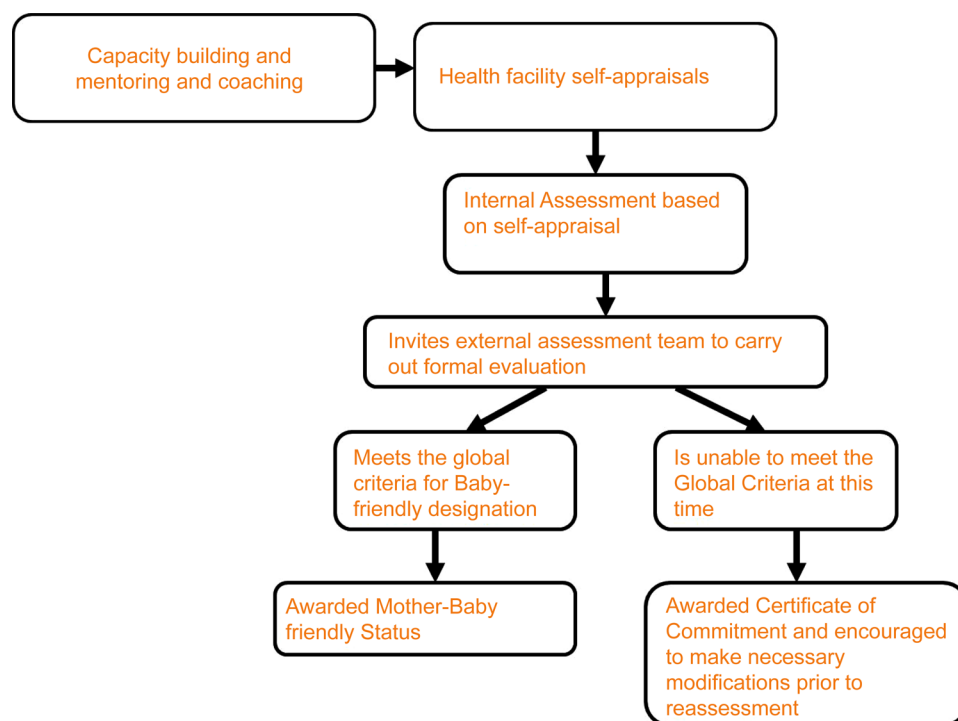 Capacity building and
mentoring and coaching
Health facility self-appraisals
Internal Assessment based
on self-appraisal
Invites external assessment team to carry
out formal evaluation
Meets the global
criteria for Baby-
friendly designation
Is unable to meet the
Global Criteria at this
time
Awarded Mother-Baby
friendly Status
Awarded Certificate of
Commitment and encouraged
to make necessary
modifications prior to
reassessment